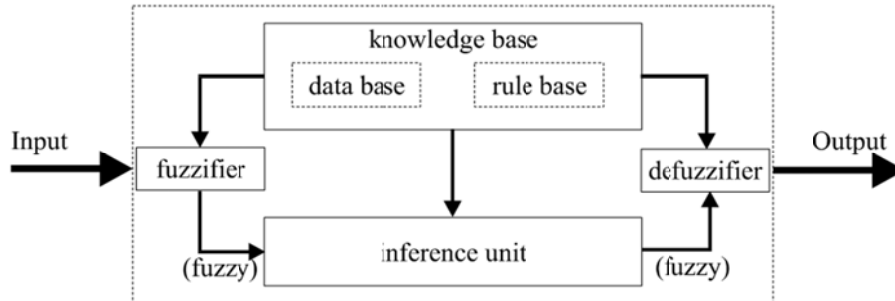 knowledge base
data base
rule base
Input
fuzzifier
defuzzifier
Output
(fuzzy)
inference unit
(fuzzy)